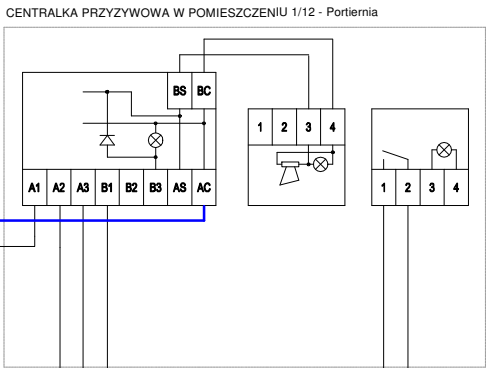 CENTRALKA PRZYZYWOWA W POMIESZCZENIU 1/12 - Portiernia
BS BC
1 2 3 4
A1 A2 A3 B1 B2 B3 AS AC
1 2 3 4